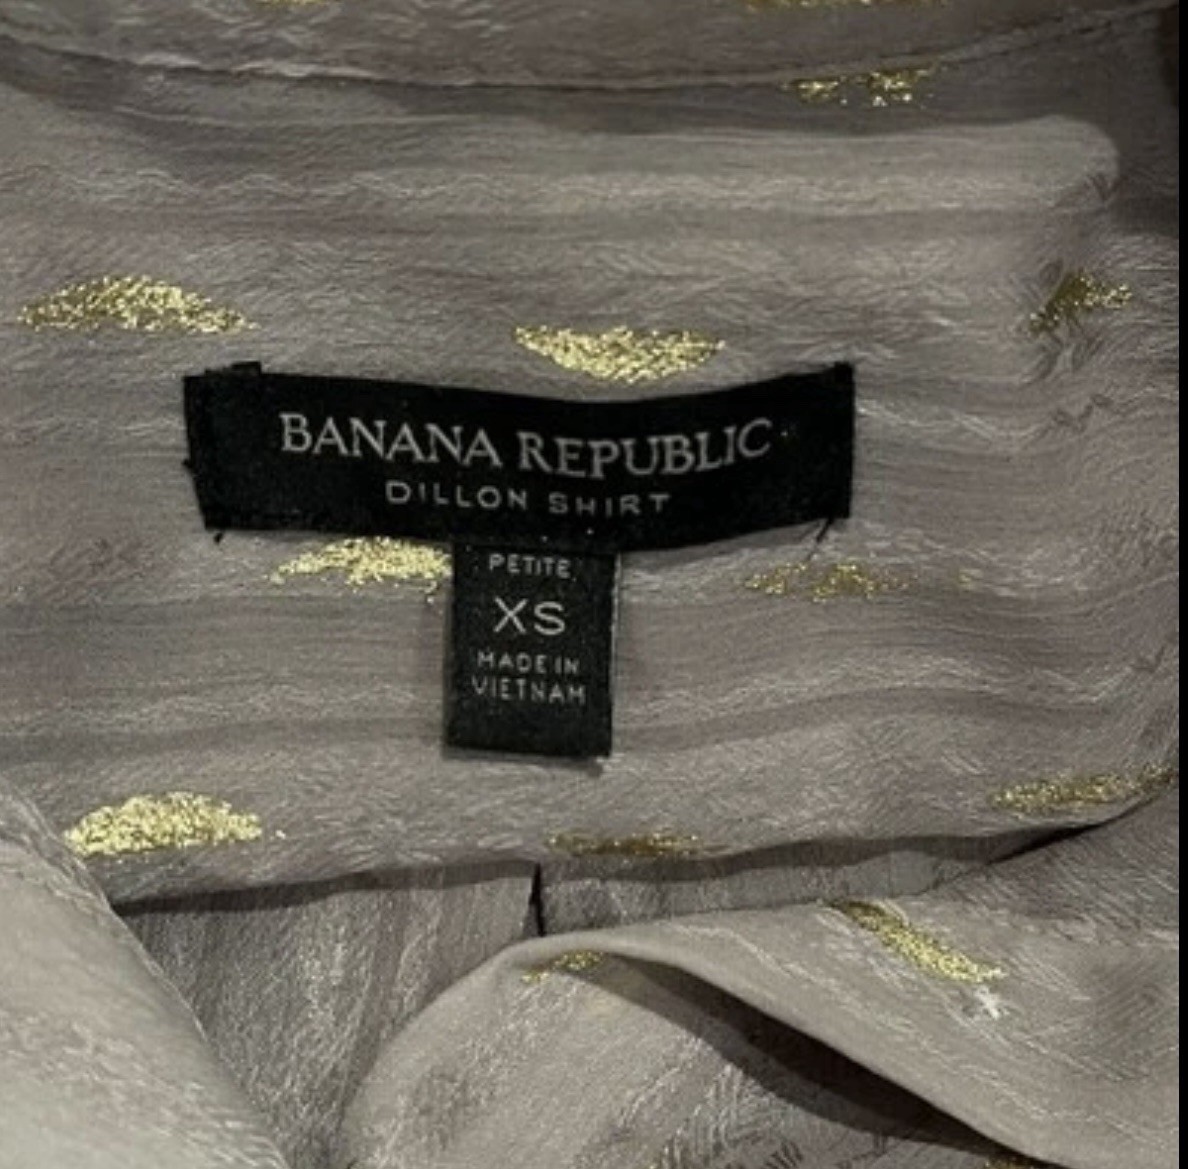 BANANA REPUBLIC
DILLON SHIRT
PETITE
XS
MADE IN
VIETNAM